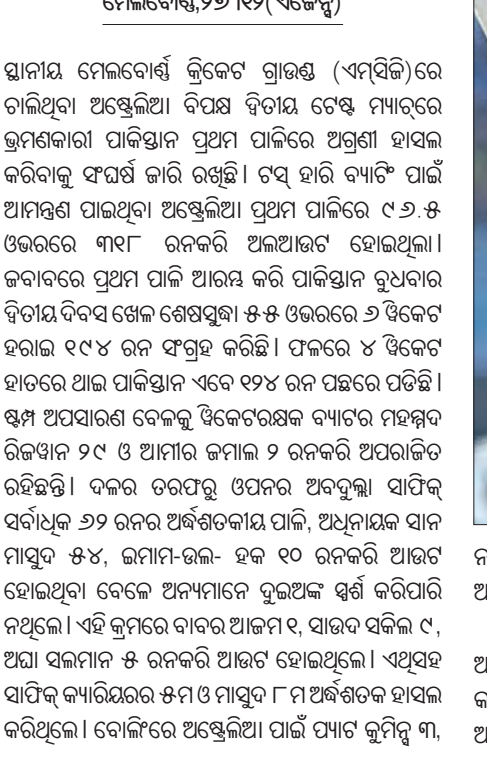 ମେଲବୋର୍ଣ୍ଣ,୨୭।୧୨(ଏଜେନ୍ସି)
ସ୍ଥାନୀୟ ମେଲବୋର୍ଣ୍ଣ କ୍ରିକେଟ ଗ୍ରାଉଣ୍ଡ (ଏମ୍‌ସିଜି)ରେ
ଚାଲିଥିବା ଅଷ୍ଟ୍ରେଲିଆ ବିପକ୍ଷ ଦ୍ୱିତୀୟ ଟେଷ୍ଟ ମ୍ୟାଚ୍‌ରେ
ଭ୍ରମଣକାରୀ ପାକିସ୍ତାନ ପ୍ରଥମ ପାଳିରେ ଅଗ୍ରଣୀ ହାସଲ
କରିବାକୁ ସଂଘର୍ଷ ଜାରି ରଖିଛି। ଟସ୍ ହାରି ବ୍ୟାଟିଂ ପାଇଁ
ଆମନ୍ତ୍ରଣ ପାଇଥିବା ଅଷ୍ଟ୍ରେଲିଆ ପ୍ରଥମ ପାଳିରେ ୯୬.୫
ଓଭରରେ ୩୧୮ ରନକରି ଅଲଆଉଟ ହୋଇଥିଲା।
ଜବାବରେ ପ୍ରଥମ ପାଳି ଆରମ୍ଭ କରି ପାକିସ୍ତାନ ବୁଧବାର
ଦ୍ୱିତୀୟ ଦିବସ ଖେଳ ଶେଷସୁଦ୍ଧା ୫୫ ଓଭରରେ ୬ ୱିକେଟ
ହରାଇ ୧୯୪ ରନ ସଂଗ୍ରହ କରିଛି। ଫଳରେ ୪ ୱିକେଟ
ହାତରେ ଥାଇ ପାକିସ୍ତାନ ଏବେ ୧୨୪ ରନ ପଛରେ ପଡିଛି।
ଷ୍ଟମ୍ପ ଅପସାରଣ ବେଳକୁ ୱିକେଟରକ୍ଷକ ବ୍ୟାଟର ମହମ୍ମଦ
ରିଜୱାନ ୨୯ ଓ ଆମୀର ଜମାଲ ୨ ରନକରି ଅପରାଜିତ
ରହିଛନ୍ତି। ଦଳର ତରଫରୁ ଓପନର ଅବଦୁଲ୍ଲା ସାଫିକ୍
ସର୍ବାଧିକ ୬୨ ରନର ଅର୍ଦ୍ଧଶତକୀୟ ପାଳି, ଅଧିନାୟକ ସାନ
ମାସୁଦ ୫୪, ଇମାମ-ଉଲ- ହକ ୧୦ ରନକରି ଆଉଟ
ହୋଇଥିବା ବେଳେ ଅନ୍ୟମାନେ ଦୁଇଅଙ୍କ ସ୍ପର୍ଶ କରିପାରି
ନଥିଲେ। ଏହି କ୍ରମରେ ବାବର ଆଜମ ୧, ସାଉଦ ସକିଲ ୯,
ଅଘା ସଲମାନ ୫ ରନକରି ଆଉଟ ହୋଇଥିଲେ। ଏଥିସହ
ସାଫିକ୍ କ୍ୟାରିୟରର ୫ମ ଓ ମାସୁଦ ୮ମ ଅର୍ଦ୍ଧଶତକ ହାସଲ
କରିଥିଲେ। ବୋଲିଂରେ ଅଷ୍ଟ୍ରେଲିଆ ପାଇଁ ପ୍ୟାଟ କୁମିନ୍ସ ୩,